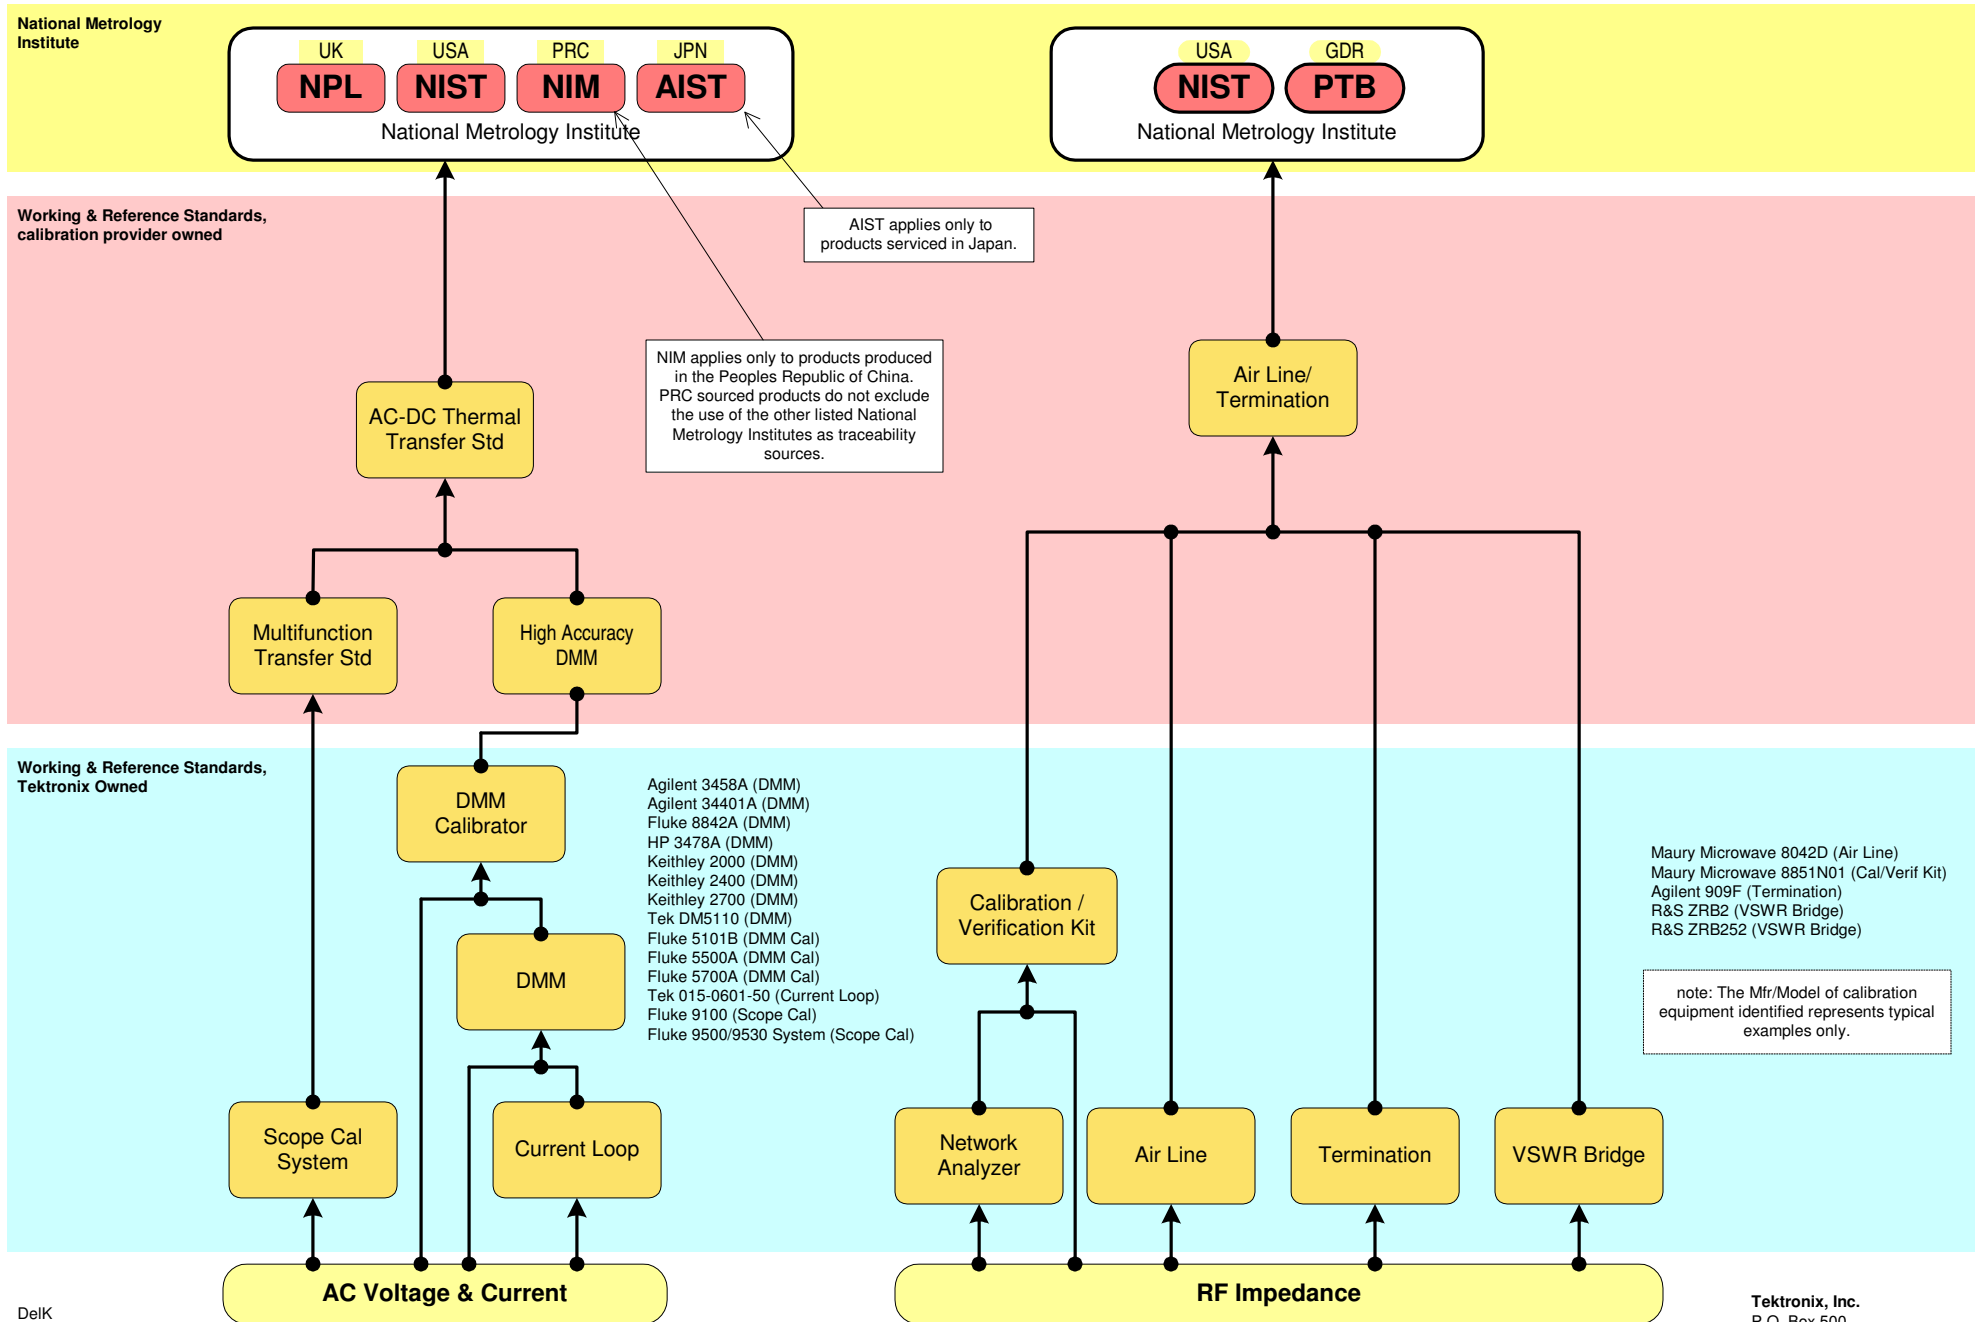 National Metrology
Institute
UK
USA
PRC
JPN
NPL
NIST
NIM
AIST
National Metrology Institute
USA
GDR
NIST
PTB
National Metrology Institute
Working & Reference Standards,
calibration provider owned
AIST applies only to
products serviced in Japan.
NIM applies only to products produced
in the Peoples Republic of China.
PRC sourced products do not exclude
the use of the other listed National
Metrology Institutes as traceability
sources.
Air Line/
Termination
AC-DC Thermal
Transfer Std
Multifunction
Transfer Std
High Accuracy
DMM
Working & Reference Standards,
Tektronix Owned
DMM
Calibrator
DMM
Scope Cal
System
Current Loop
Agilent 3458A (DMM)
Agilent 34401A (DMM)
Fluke 8842A (DMM)
HP 3478A (DMM)
Keithley 2000 (DMM)
Keithley 2400 (DMM)
Keithley 2700 (DMM)
Tek DM5110 (DMM)
Fluke 5101B (DMM Cal)
Fluke 5500A (DMM Cal)
Fluke 5700A (DMM Cal)
Tek 015-0601-50 (Current Loop)
Fluke 9100 (Scope Cal)
Fluke 9500/9530 System (Scope Cal)
Calibration /
Verification Kit
Maury Microwave 8042D (Air Line)
Maury Microwave 8851N01 (Cal/Verif Kit)
Agilent 909F (Termination)
R&S ZRB2 (VSWR Bridge)
R&S ZRB252 (VSWR Bridge)
note: The Mfr/Model of calibration
equipment identified represents typical
examples only.
Network
Analyzer
Air Line
Termination
VSWR Bridge
AC Voltage & Current
RF Impedance
DelK
Tektronix, Inc.
P.O. Box 500